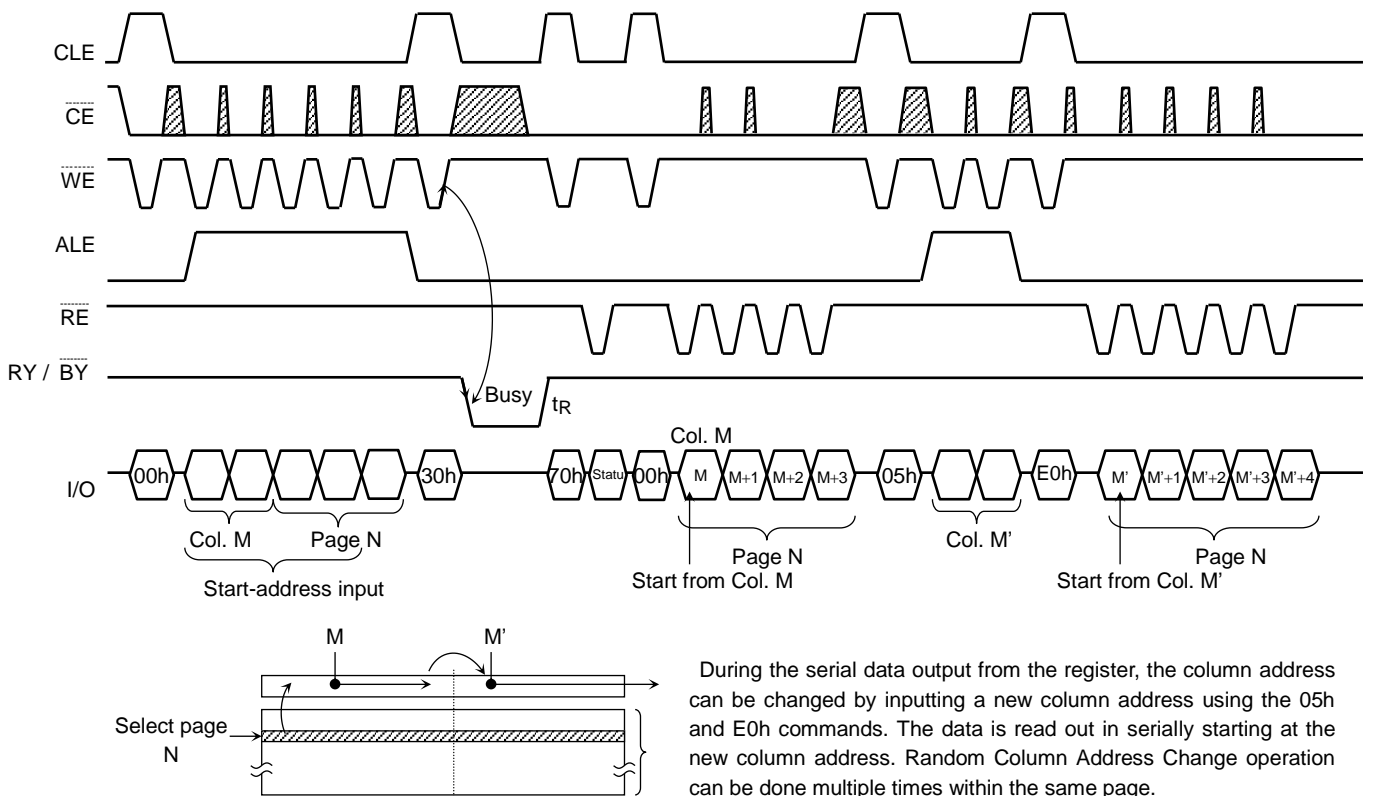 CLE
CE
WE
ALE
RE
RY / BY
Busy
tR
Col. M
I/O
00h 30h 70h Statu 00h M M+1 M+2 M+3 05h E0h M' M'+1 M'+2 M'+3 M'+4
Col. M Page N Page N Col. M’ Page N
Start-address input Start from Col. M Start from Col. M’
M M’
Select page
N
During the serial data output from the register, the column address
can be changed by inputting a new column address using the 05h
and E0h commands. The data is read out in serially starting at the
new column address. Random Column Address Change operation
can be done multiple times within the same page.